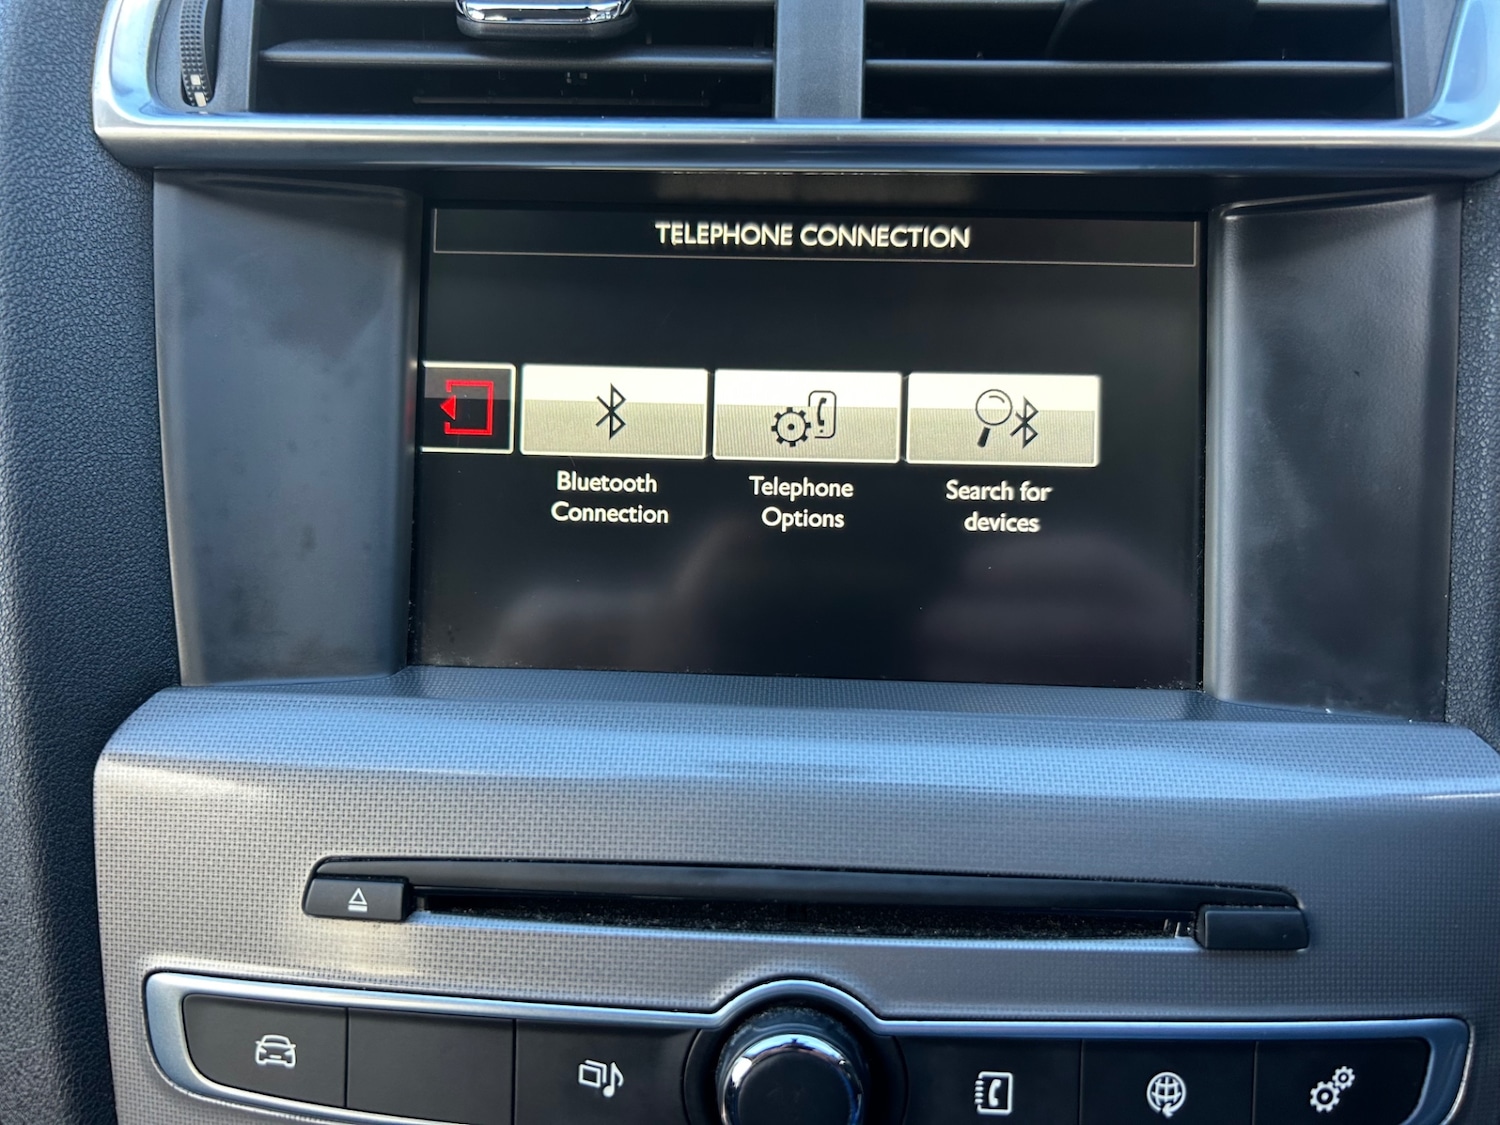 TELEPHONE CONNECTION
Bluetooth
Connection
Telephone
Options
Search for
devices